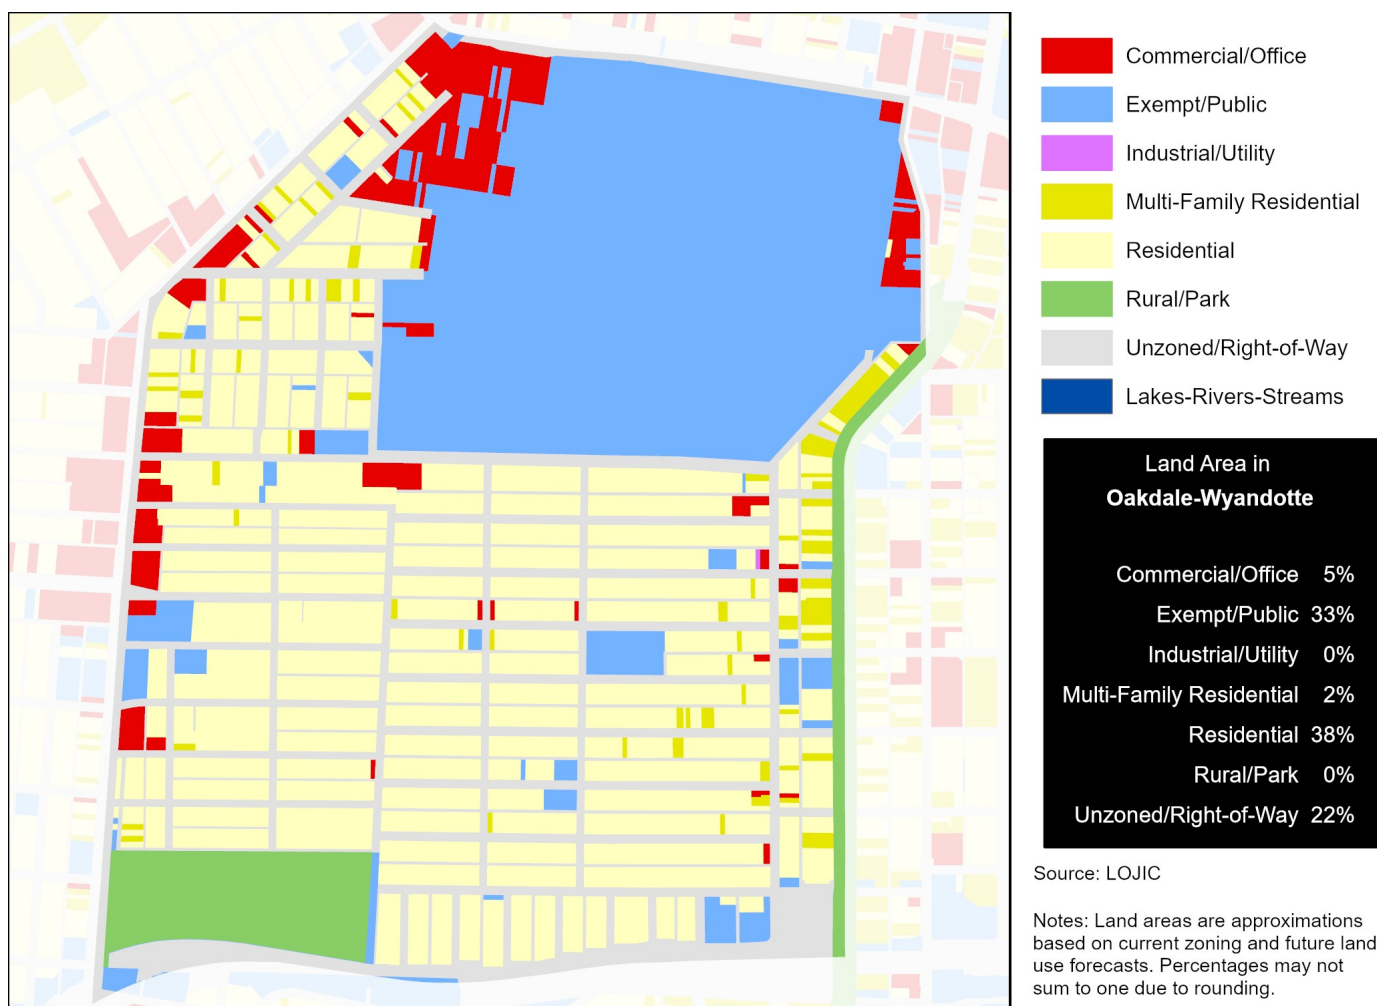 Commercial/Office
Exempt/Public
Industrial/Utility
Multi-Family Residential
Residential
Rural/Park
Unzoned/Right-of-Way
Lakes-Rivers-Streams
Land Area in
Oakdale-Wyandotte
Commercial/Office 5%
Exempt/Public 33%
Industrial/Utility 0%
Multi-Family Residential 2%
Residential 38%
Rural/Park 0%
Unzoned/Right-of-Way 22%
Source: LOJIC
Notes: Land areas are approximations
based on current zoning and future land
use forecasts. Percentages may not
sum to one due to rounding.